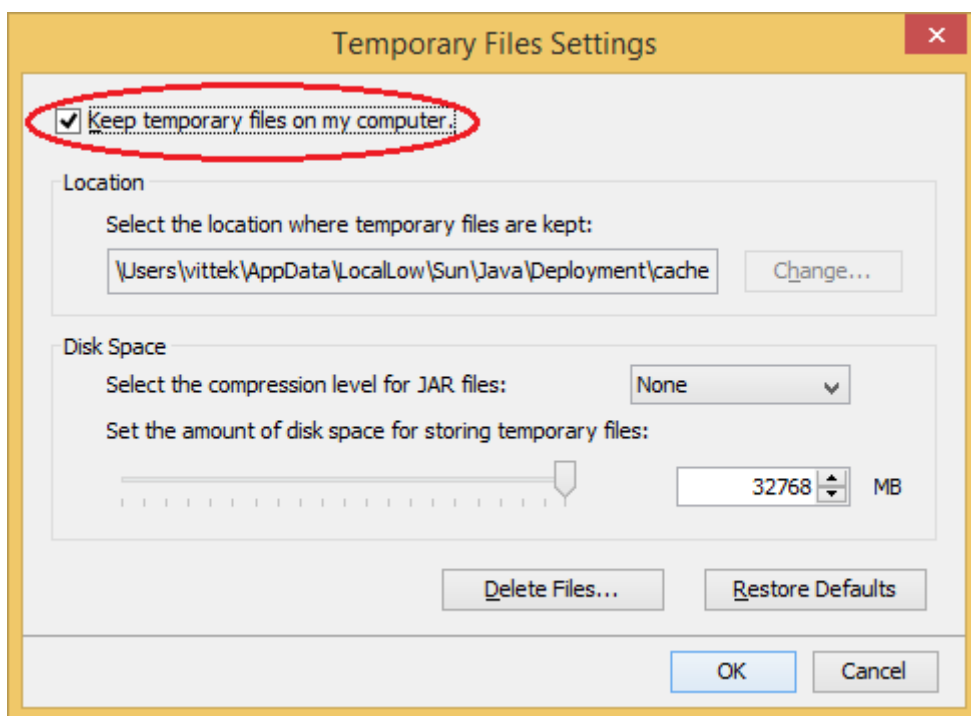 Temporary Files Settings
Keep temporary files on my computer.
Location
Select the location where temporary files are kept:
\Users\vittek\AppData\LocalLow\Sun\Java\Deployment\cache
Change...
Disk Space
Select the compression level for JAR files:
None
Set the amount of disk space for storing temporary files:
32768 MB
Delete Files...
Restore Defaults
OK
Cancel